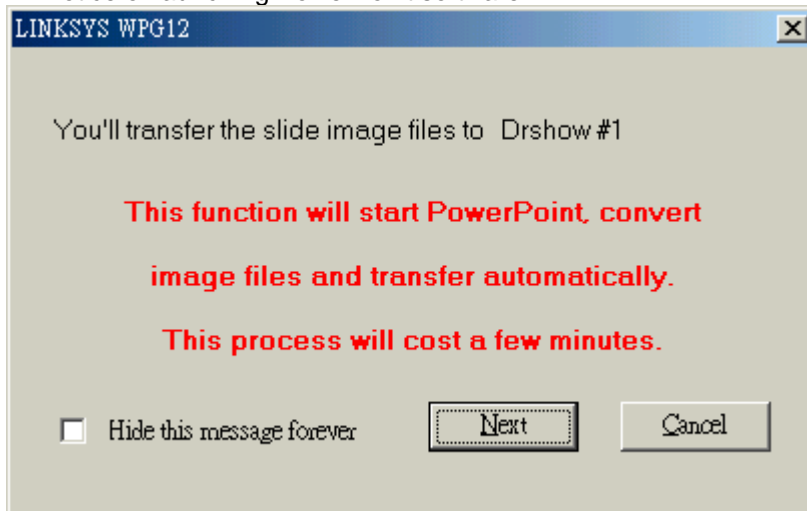 LINKSYS WPG12
You'll transfer the slide image files to Drshow #1
This function will start PowerPoint, convert
image files and transfer automatically.
This process will cost a few minutes.
Hide this message forever
Next
Cancel